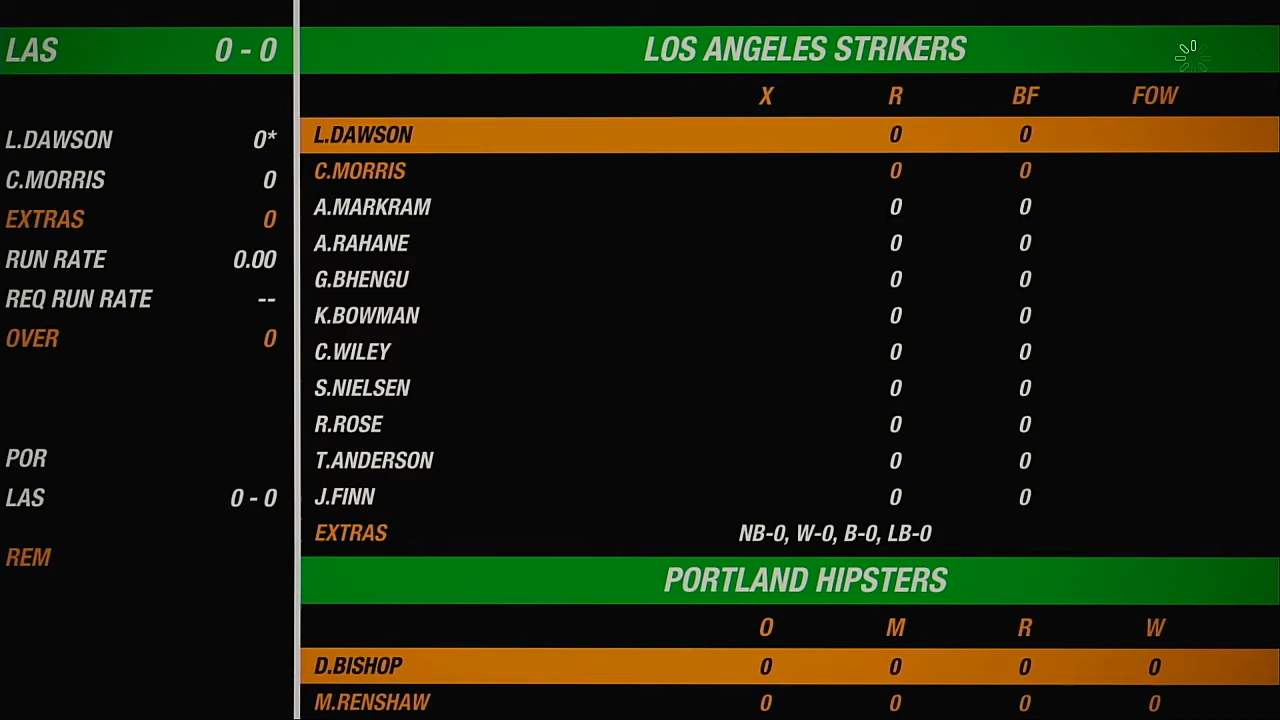 LAS 0 - 0
L.DAWSON 0*
C.MORRIS 0
EXTRAS 0
RUN RATE 0.00
REQ RUN RATE --
OVER 0
POR
LAS 0 - 0
REM
LOS ANGELES STRIKERS
X R BF FOW
L.DAWSON 0 0
C.MORRIS 0 0
A.MARKRAM 0 0
A.RAHANE 0 0
G.BHENGU 0 0
K.BOWMAN 0 0
C.WILEY 0 0
S.NIELSEN 0 0
R.ROSE 0 0
T.ANDERSON 0 0
J.FINN 0 0
EXTRAS NB-0, W-0, B-0, LB-0
PORTLAND HIPSTERS
O M R W
D.BISHOP 0 0 0 0
M.RENSHAW 0 0 0 0